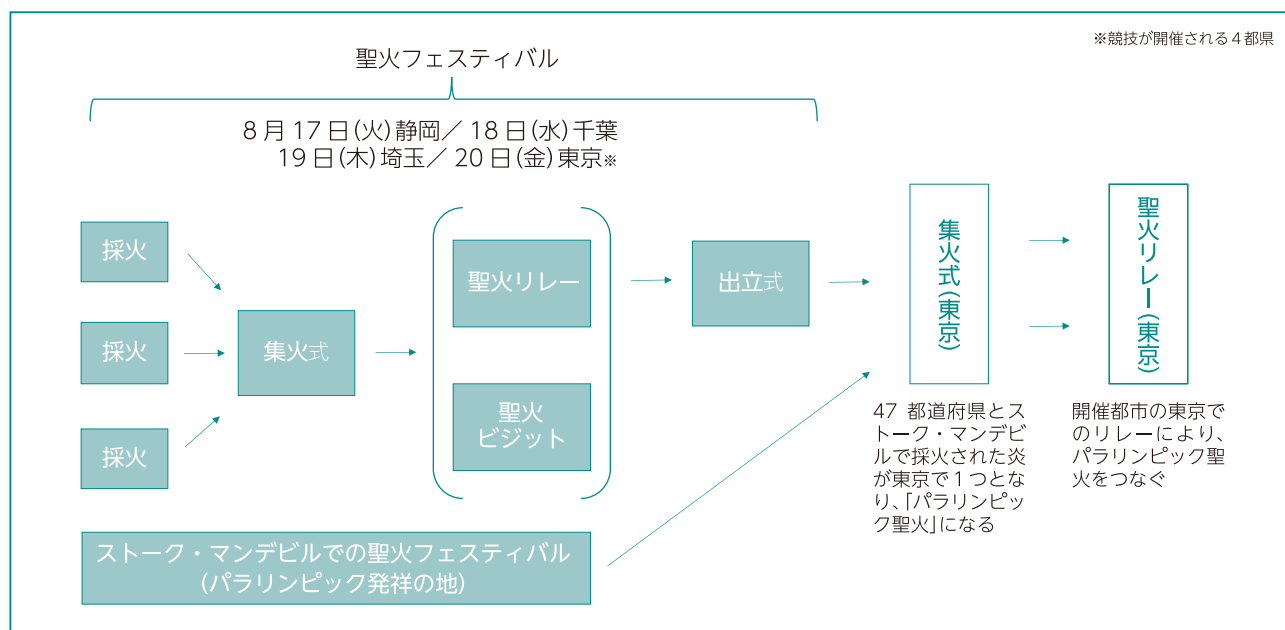 ※競技が開催される4都県
聖火フェスティバル
8月17日(火)静岡/18日(水)千葉
19日(木)埼玉/20日(金)東京※
採火
採火
採火
集火式
聖火リレー
聖火
ビジット
出立式
ストーク・マンデビルでの聖火フェスティバル
(パラリンピック発祥の地)
集火式(東京)
47 都道府県とス
トーク・マンデビ
ルで採火された炎
が東京で1つとな
り、「パラリンピッ
ク聖火」になる
聖火リレー(東京)
開催都市の東京で
のリレーにより、
パラリンピック聖
火をつなぐ